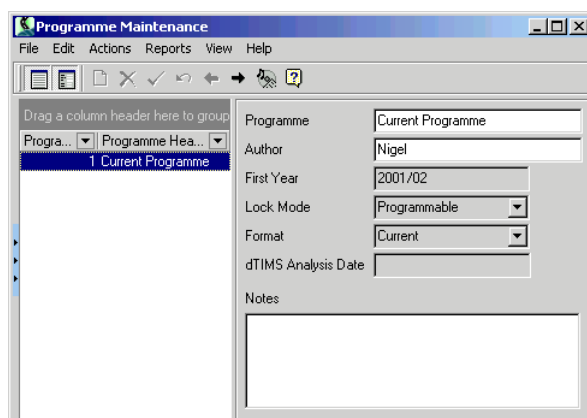 Programme Maintenance
File Edit Actions Reports View Help
Drag a column header here to group
Progra... Programme Hea...
1 Current Programme
Programme Current Programme
Author Nigel
First Year 2001/02
Lock Mode Programmable
Format Current
dTIMS Analysis Date
Notes